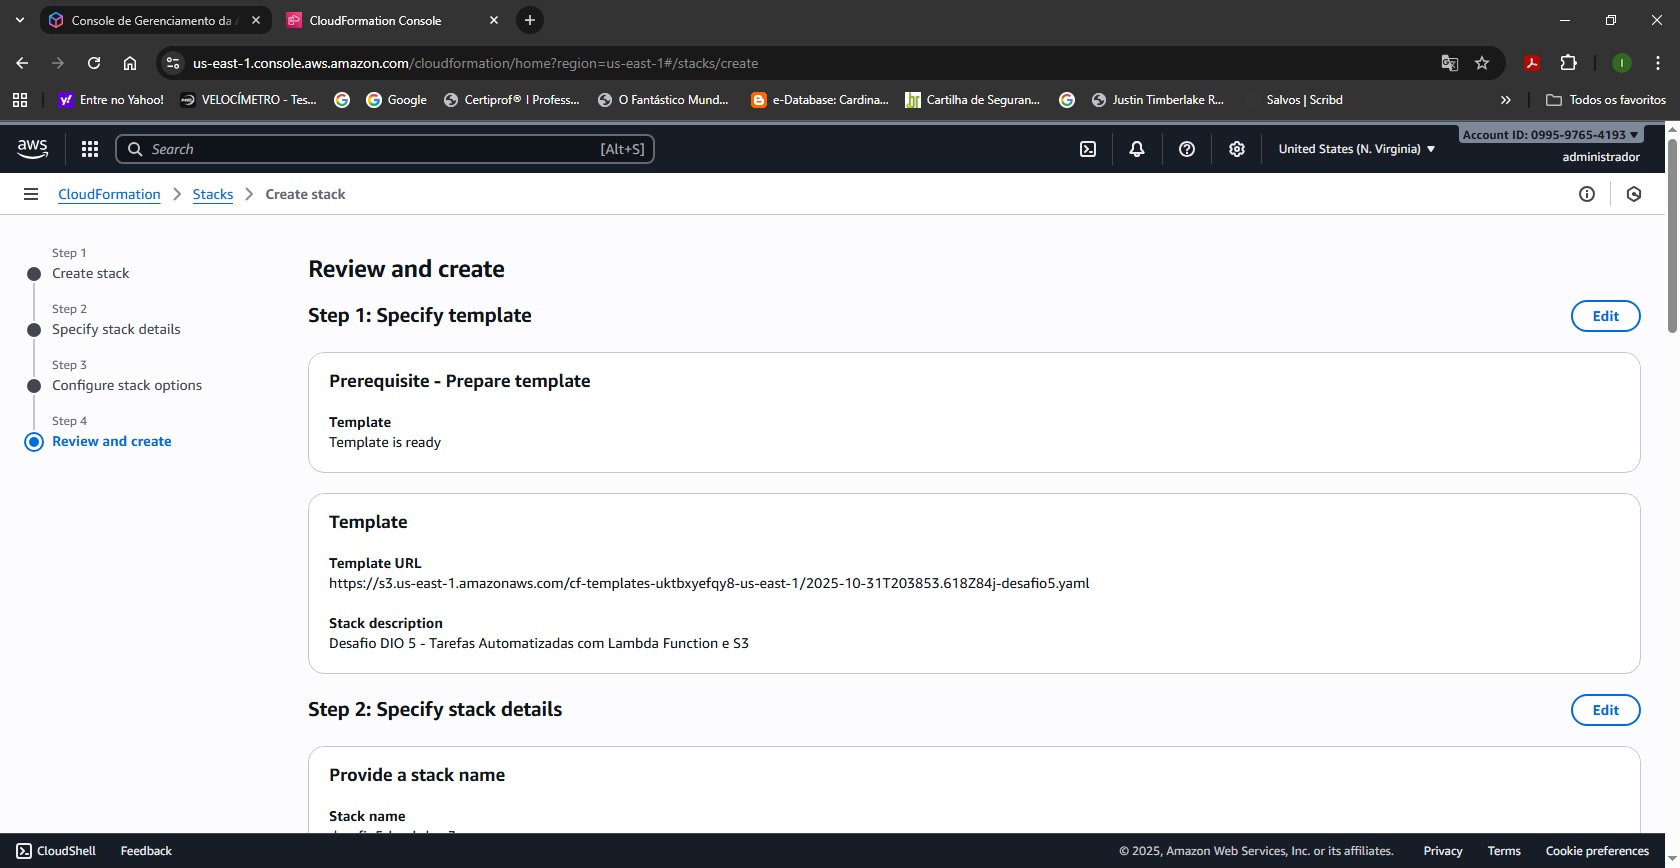 Console de Gerenciamento da
CloudFormation Console
us-east-1.console.aws.amazon.com/cloudformation/home?region=us-east-1#/stacks/create
Entre no Yahoo!
VELOCÍMETRO - Tes...
Google
Certiprof® I Profess...
O Fantástico Mund...
e-Database: Cardina...
Cartilha de Seguran...
Justin Timberlake R...
Salvos | Scribd
Todos os favoritos
aws
Search
[Alt+S]
United States (N. Virginia)
Account ID: 0995-9765-4193
administrador
CloudFormation
Stacks
Create stack
Step 1
Create stack
Step 2
Specify stack details
Step 3
Configure stack options
Step 4
Review and create
Review and create
Step 1: Specify template
Edit
Prerequisite - Prepare template
Template
Template is ready
Template
Template URL
https://s3.us-east-1.amazonaws.com/cf-templates-uktbxyefqy8-us-east-1/2025-10-31T203853.618Z84j-desafio5.yaml
Stack description
Desafio DIO 5 - Tarefas Automatizadas com Lambda Function e S3
Step 2: Specify stack details
Edit
Provide a stack name
Stack name
CloudShell
Feedback
© 2025, Amazon Web Services, Inc. or its affiliates.
Privacy
Terms
Cookie preferences